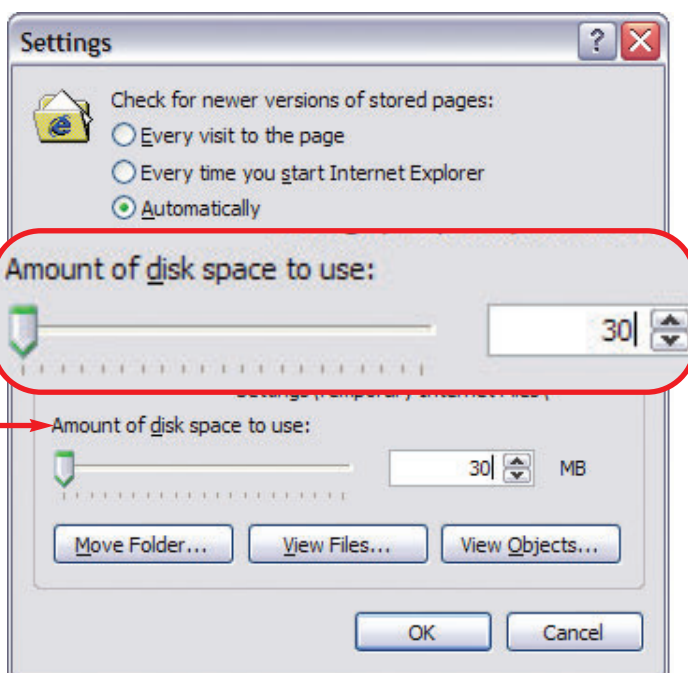 Settings
Check for newer versions of stored pages:
Every visit to the page
Every time you start Internet Explorer
Automatically
Amount of disk space to use:
30
Amount of disk space to use:
30 MB
Move Folder... View Files... View Objects...
OK Cancel